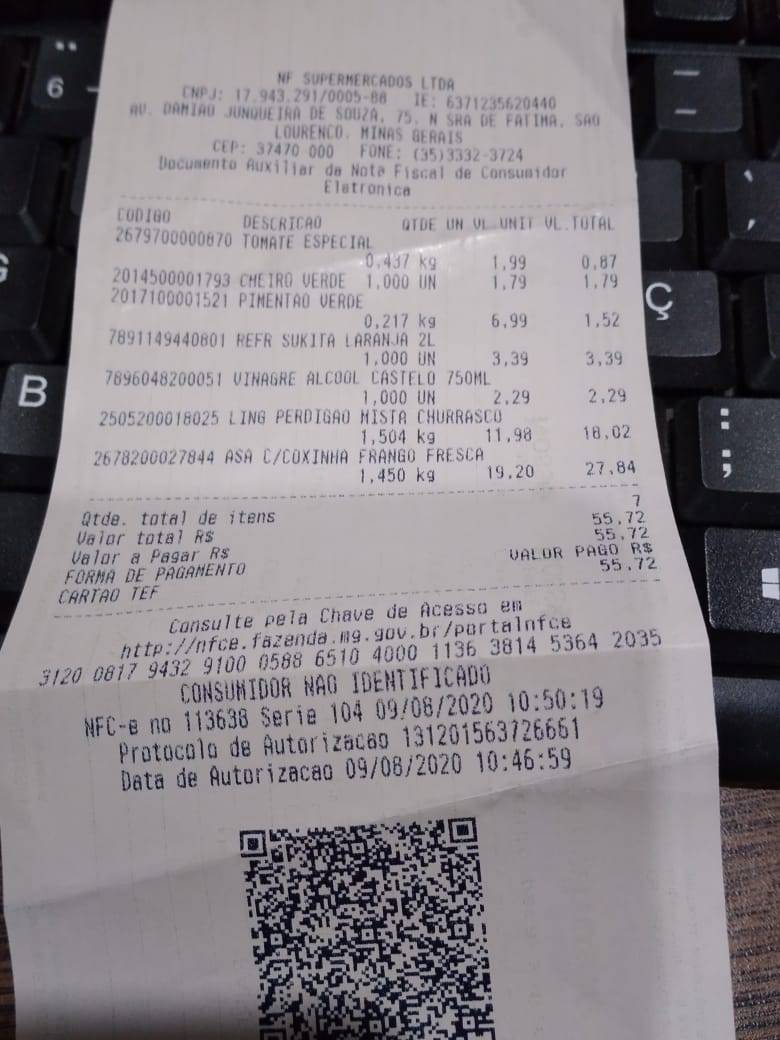 NF SUPERMERCADOS LTDA
CNPJ: 17.943.291/0005-88 IE: 6371235620440
AV. DAMIAO JUNQUEIRA DE SOUZA, 75, N SRA DE FATIMA, SAO
LOURENCO, MINAS GERAIS
CEP: 37470 000 FONE: (35)3332-3724
Documento Auxiliar da Nota Fiscal de Consumidor
Eletronica
CODIGO DESCRICAO QTDE UN VL.UNIT VL.TOTAL
2679700000870 TOMATE ESPECIAL
0,437 kg 1,99 0,87
2014500001793 CHEIRO VERDE 1,000 UN 1,79 1,79
2017100001521 PIMENTAO VERDE
0,217 kg 6,99 1,52
7891149440801 REFR SUKITA LARANJA 2L
1,000 UN 3,39 3,39
7896048200051 VINAGRE ALCOOL CASTELO 750ML
1,000 UN 2,29 2,29
2505200018025 LING PERDIGAO MISTA CHURRASCO
1,504 kg 11,98 18,02
2678200027844 ASA C/COXINHA FRANGO FRESCA
1,450 kg 19,20 27,84
Qtde. total de itens 7
Valor total R$ 55,72
Valor a Pagar R$ 55,72
FORMA DE PAGAMENTO VALOR PAGO R$
CARTAO TEF 55,72
Consulte pela Chave de Acesso em
http://nfce.fazenda.mg.gov.br/portalnfce
3120 0817 9432 9100 0588 6510 4000 1136 3814 5364 2035
CONSUMIDOR NAO IDENTIFICADO
NFC-e no 113638 Serie 104 09/08/2020 10:50:19
Protocolo de Autorizacao 131201563726661
Data de Autorizacao 09/08/2020 10:46:59
6
G
B
Ç
:
;